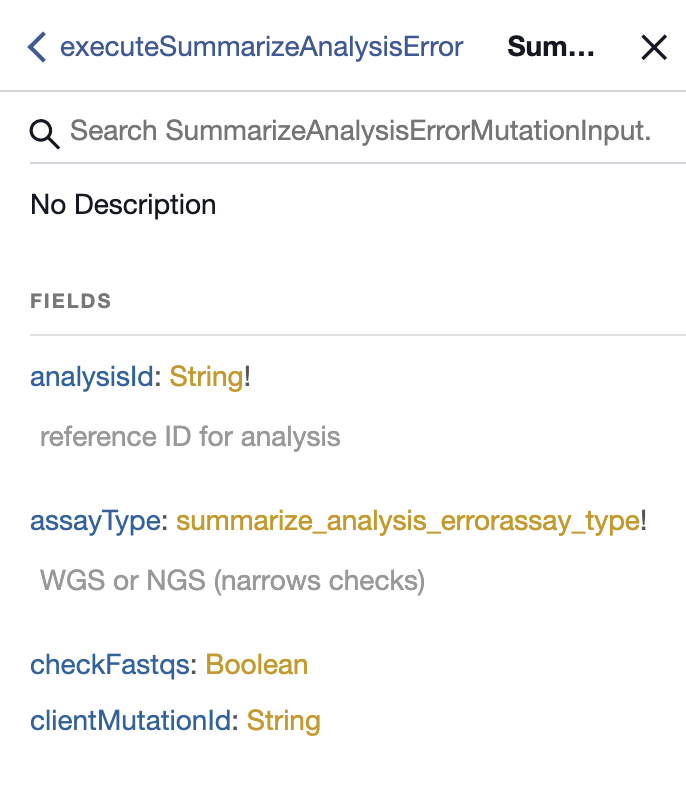 executeSummarizeAnalysisError Sum...
Search SummarizeAnalysisErrorMutationInput.
No Description
FIELDS
analysisId: String!
reference ID for analysis
assayType: summarize_analysis_errorassay_type!
WGS or NGS (narrows checks)
checkFastqs: Boolean
clientMutationId: String